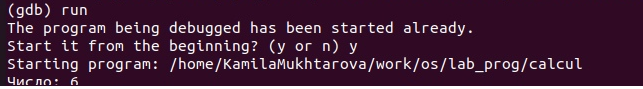 (gdb) run
The program being debugged has been started already.
Start it from the beginning? (y or n) y
Starting program: /home/KamilaMukhtarova/work/os/lab_prog/calcul
Число: 6